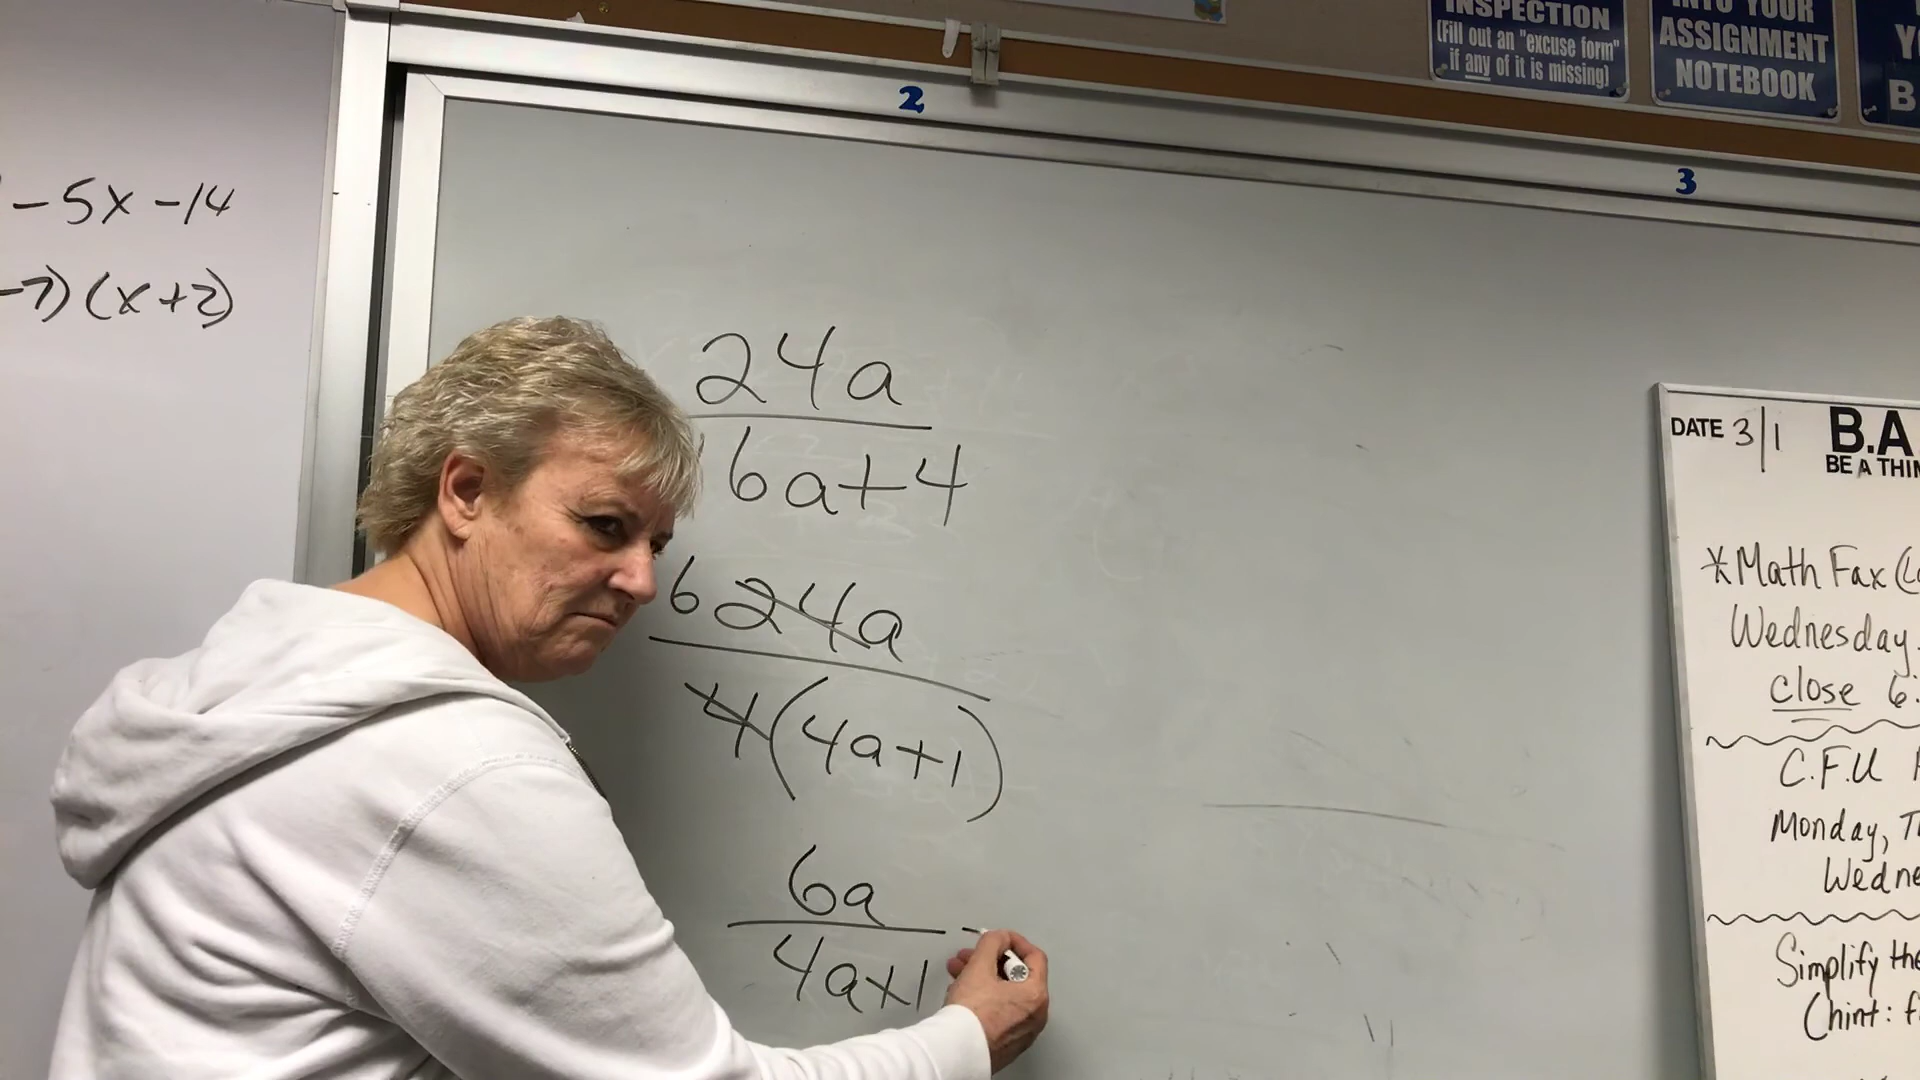 INSPECTION
(Fill out an "excuse form"
if any of it is missing)
INTO YOUR
ASSIGNMENT
NOTEBOOK
2
3
-5x -14
-7)(x+2)
24a
16a+4
6 24a
4(4a+1)
6a
4a+1
DATE 3/1
B.A
BE A THIN
*Math Fax
Wednesday
close 6:
C.F.U
Monday,
Wedne
Simplify the
(hint: f